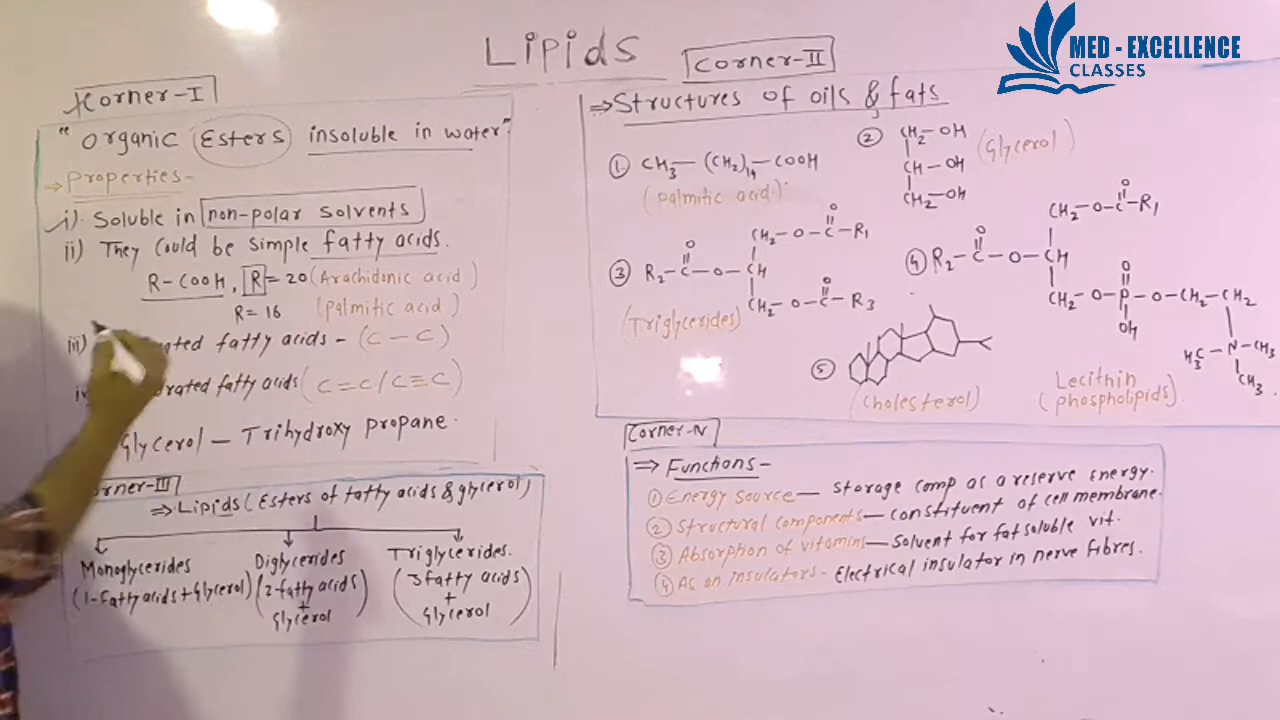 Lipids
MED - EXCELLENCE
CLASSES
Corner-I
"Organic Esters insoluble in water"
→ Properties-
i) Soluble in non-polar solvents
ii) They could be simple fatty acids.
R-COOH, R = 20 (Arachidonic acid)
R = 16 (Palmitic acid)
iii) fatty acids - (C - C)
fatty acids (C=C/C≡C)
Glycerol - Trihydroxy propane.
Corner-II
⇒ Structures of oils & fats
① CH3- (CH2)14-COOH
(Palmitic acid)
② CH2-OH
CH-OH
CH2-OH
(Glycerol)
③ CH2-O-C-R1
O
R2-C-O-CH
O
CH2-O-C-R3
O
(Triglycerides)
④ CH2-O-C-R1
O
R2-C-O-CH
O
CH2-O-P-O-CH2-CH2
O
OH
H3C-N-CH3
CH3
Lecithin
(phospholipids).
⑤
(Cholesterol)
orner-III
⇒ Lipids (Esters of fatty acids & glycerol)
Monoglycerides
(1-Fatty acids + Glycerol)
Diglycerides
(2-fatty acids
+
Glycerol)
Triglycerides.
(3fatty acids
+
Glycerol)
Corner-IV
⇒ Functions-
① Energy source - Storage comp as a reserve Energy.
② Structural components - constituent of cell membrane.
③ Absorption of vitamins - Solvent for fat soluble vit.
④ As an insulators - Electrical insulator in nerve fibres.